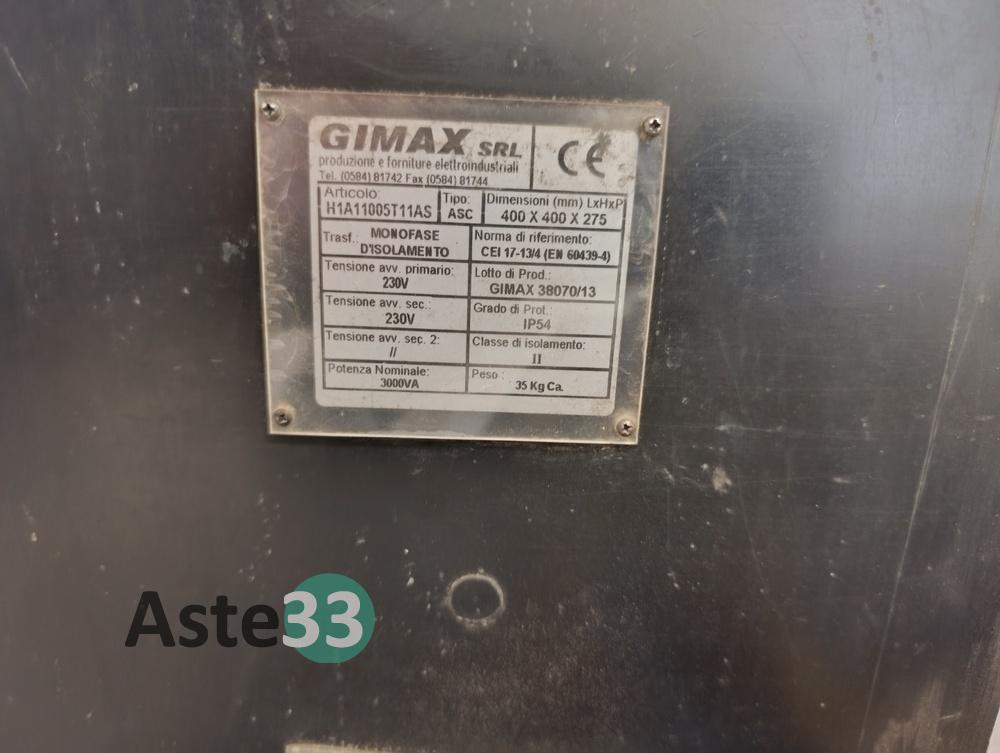 GIMAX SRL
produzione e forniture elettroindustriali
Tel. (0584) 81742 Fax (0584) 81744
CE
Articolo:
H1A11005T11AS
Tipo:
ASC
Dimensioni (mm) LxHxP
400 X 400 X 275
Trasf.: MONOFASE
D'ISOLAMENTO
Norma di riferimento:
CEI 17-13/4 (EN 60439-4)
Tensione avv. primario:
230V
Lotto di Prod.:
GIMAX 38070/13
Tensione avv. sec.:
230V
Grado di Prot.:
IP54
Tensione avv. sec. 2:
//
Classe di isolamento:
II
Potenza Nominale:
3000VA
Peso :
35 Kg Ca.
Aste33